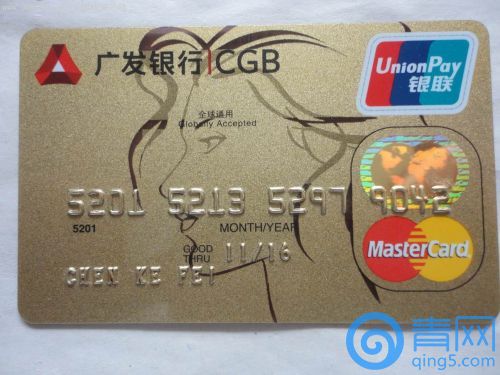 广发银行|CGB
UnionPay
银联
全球通用
Globally Accepted
5201 5213 5297 9042
5201
MONTH/YEAR
GOOD
THRU
11/16
CHEN KE FEI
MasterCard
青网
qing5.com